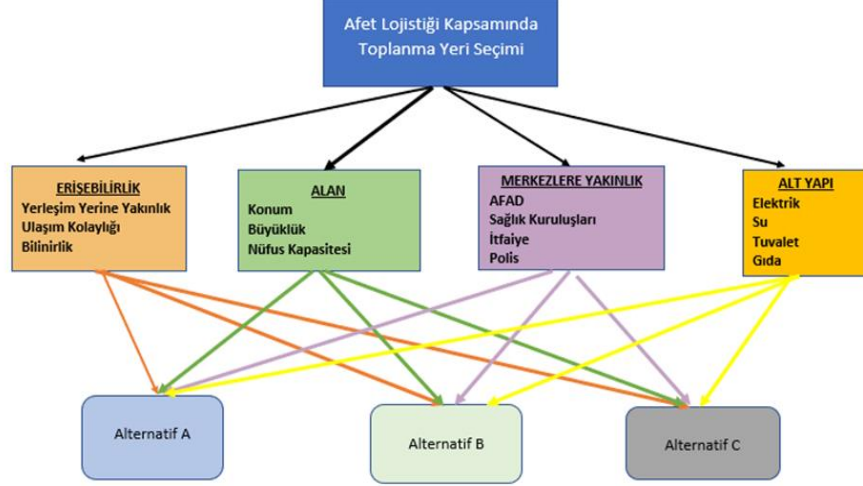 Afet Lojistiği Kapsamında
Toplanma Yeri Seçimi
ERİŞEBİLİRLİK
Yerleşim Yerine Yakınlık
Ulaşım Kolaylığı
Bilinirlik
ALAN
Konum
Büyüklük
Nüfus Kapasitesi
MERKEZLERE YAKINLIK
AFAD
Sağlık Kuruluşları
İtfaiye
Polis
ALT YAPI
Elektrik
Su
Tuvalet
Gıda
Alternatif A
Alternatif B
Alternatif C